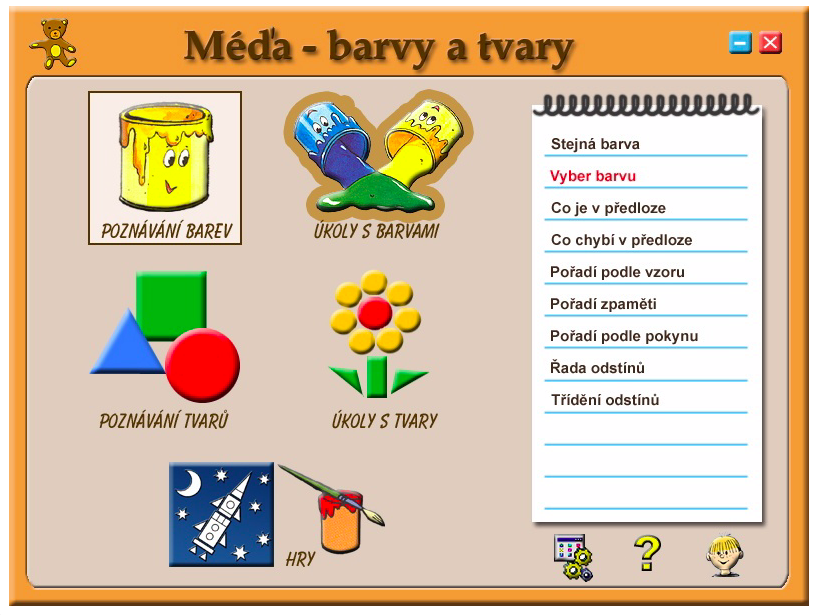 Méďa - barvy a tvary
POZNÁVÁNÍ BAREV
ÚKOLY S BARVAMI
POZNÁVÁNÍ TVARŮ
ÚKOLY S TVARY
HRY
Stejná barva
Vyber barvu
Co je v předloze
Co chybí v předloze
Pořadí podle vzoru
Pořadí zpaměti
Pořadí podle pokynu
Řada odstínů
Třídění odstínů
?